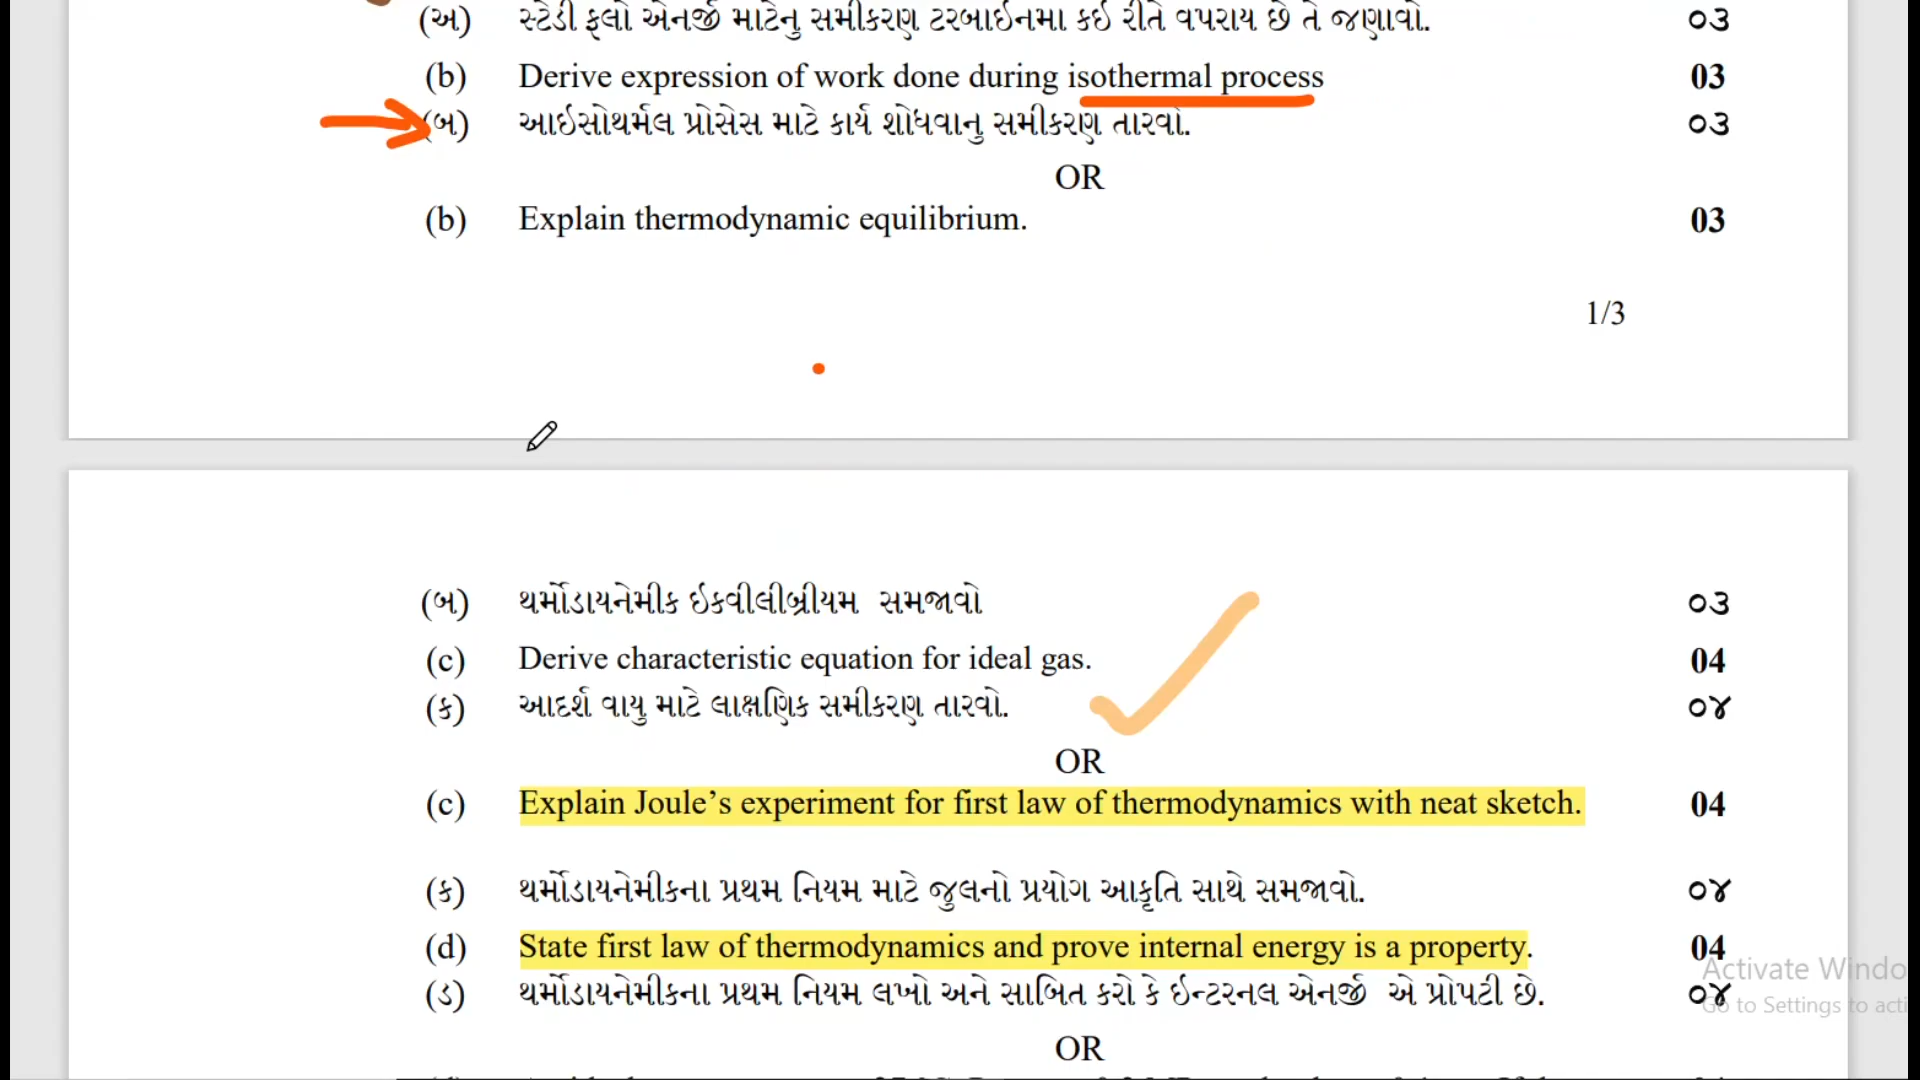 (અ) સ્ટેડી ફ્લો એનર્જી માટેનુ સમીકરણ ટરબાઇનમા કઇ રીતે વપરાય છે તે જણાવો. ૦૩
(b) Derive expression of work done during isothermal process 03
(બ) આઇસોથર્મલ પ્રોસેસ માટે કાર્ય શોધવાનુ સમીકરણ તારવો. ૦૩
OR
(b) Explain thermodynamic equilibrium. 03
1/3
(બ) થર્મોડાયનેમીક ઇક્વીલીબ્રીયમ સમજાવો ૦૩
(c) Derive characteristic equation for ideal gas. 04
(ક) આદર્શ વાયુ માટે લાક્ષણિક સમીકરણ તારવો. ૦૪
OR
(c) Explain Joule’s experiment for first law of thermodynamics with neat sketch. 04
(ક) થર્મોડાયનેમીકના પ્રથમ નિયમ માટે જુલનો પ્રયોગ આકૃતિ સાથે સમજાવો. ૦૪
(d) State first law of thermodynamics and prove internal energy is a property. 04
Activate Windo
(ડ) થર્મોડાયનેમીકના પ્રથમ નિયમ લખો અને સાબિત કરો કે ઇન્ટરનલ એનર્જી એ પ્રોપટી છે. ૦૪
Go to Settings to acti
OR